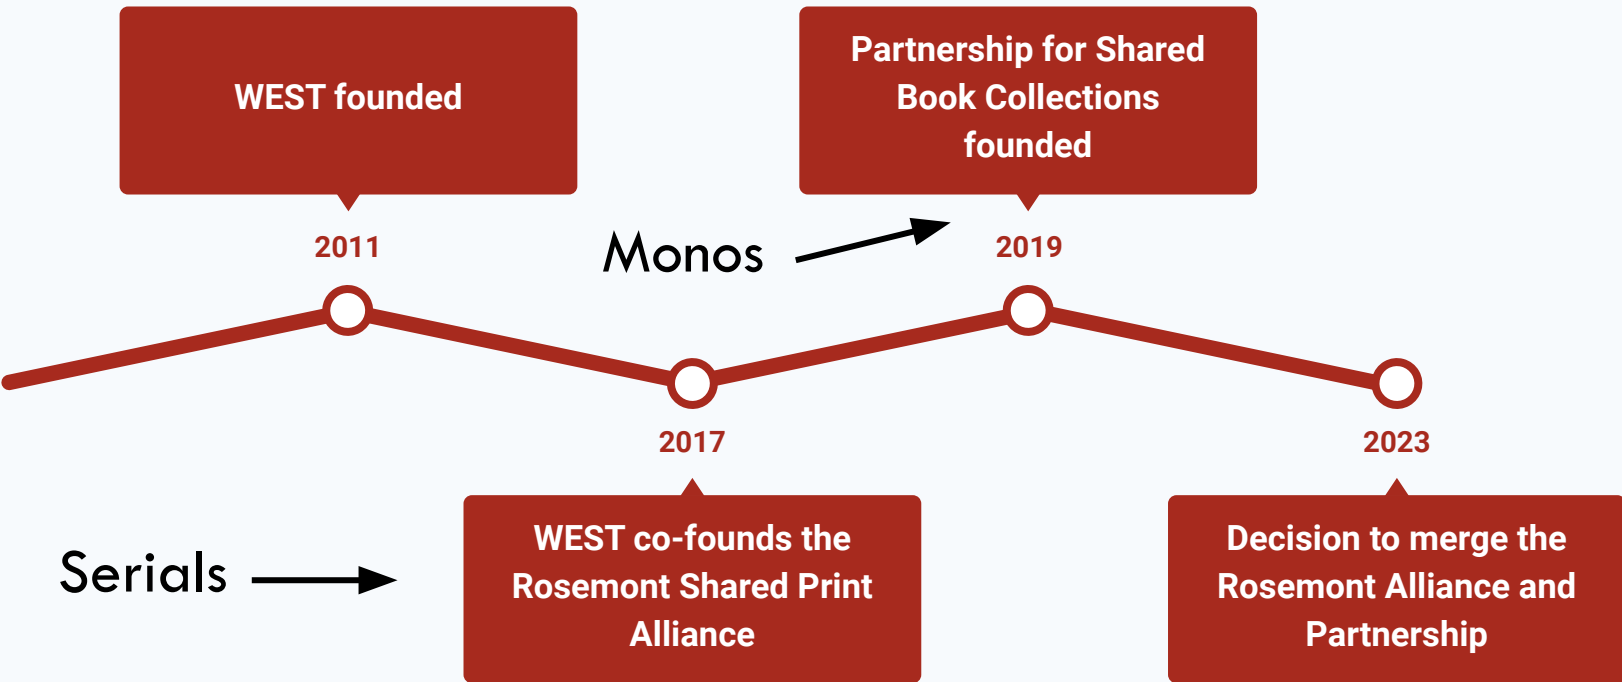 WEST founded
2011
Partnership for Shared
Book Collections
founded
Monos
2019
2017
WEST co-founds the
Rosemont Shared Print
Alliance
Serials
2023
Decision to merge the
Rosemont Alliance and
Partnership